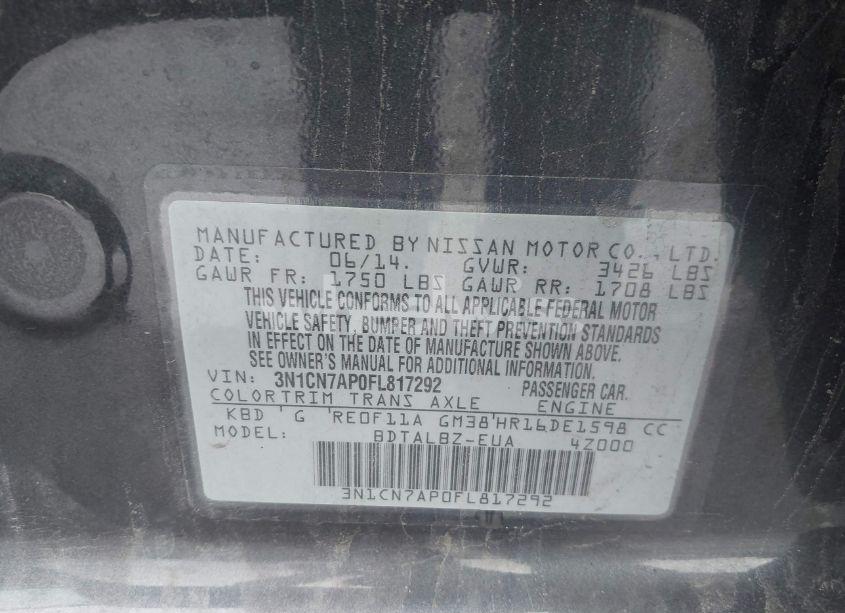 MANUFACTURED BY NISSAN MOTOR CO., LTD.
DATE: 06/14. GVWR: 3426 LBS
GAWR FR: 1750 LBS GAWR RR: 1708 LBS
THIS VEHICLE CONFORMS TO ALL APPLICABLE FEDERAL MOTOR
VEHICLE SAFETY, BUMPER AND THEFT PREVENTION STANDARDS
IN EFFECT ON THE DATE OF MANUFACTURE SHOWN ABOVE.
SEE OWNER'S MANUAL FOR ADDITIONAL INFORMATION.
VIN: 3N1CN7AP0FL817292 PASSENGER CAR.
COLORTRIM TRANS AXLE ENGINE
KBD ' G 'RE0F11A GM38'HR16DE1598 CC
MODEL: BDTALBZ-EUA 4Z000
3N1CN7AP0FL817292